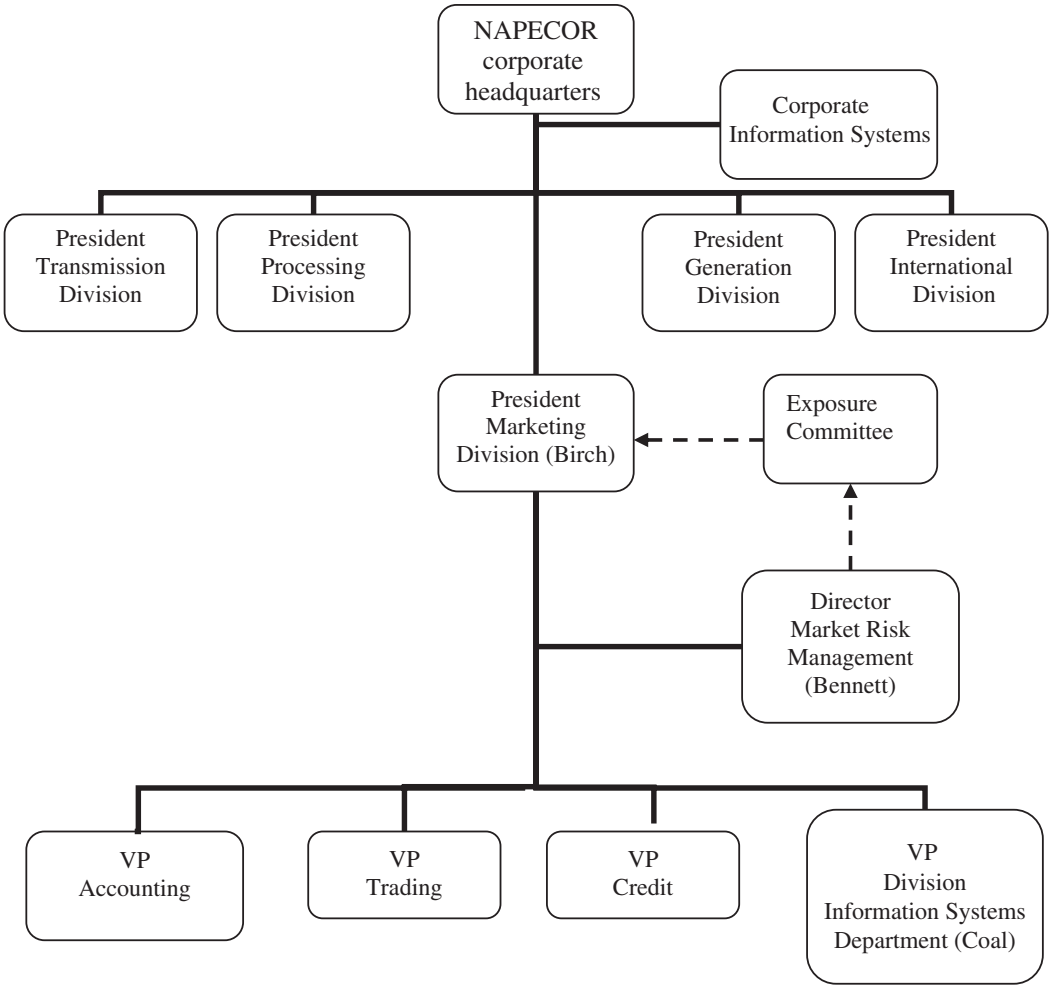 NAPECOR
corporate
headquarters
Corporate
Information Systems
President
Transmission
Division
President
Processing
Division
President
Generation
Division
President
International
Division
President
Marketing
Division (Birch)
Exposure
Committee
Director
Market Risk
Management
(Bennett)
VP
Accounting
VP
Trading
VP
Credit
VP
Division
Information Systems
Department (Coal)